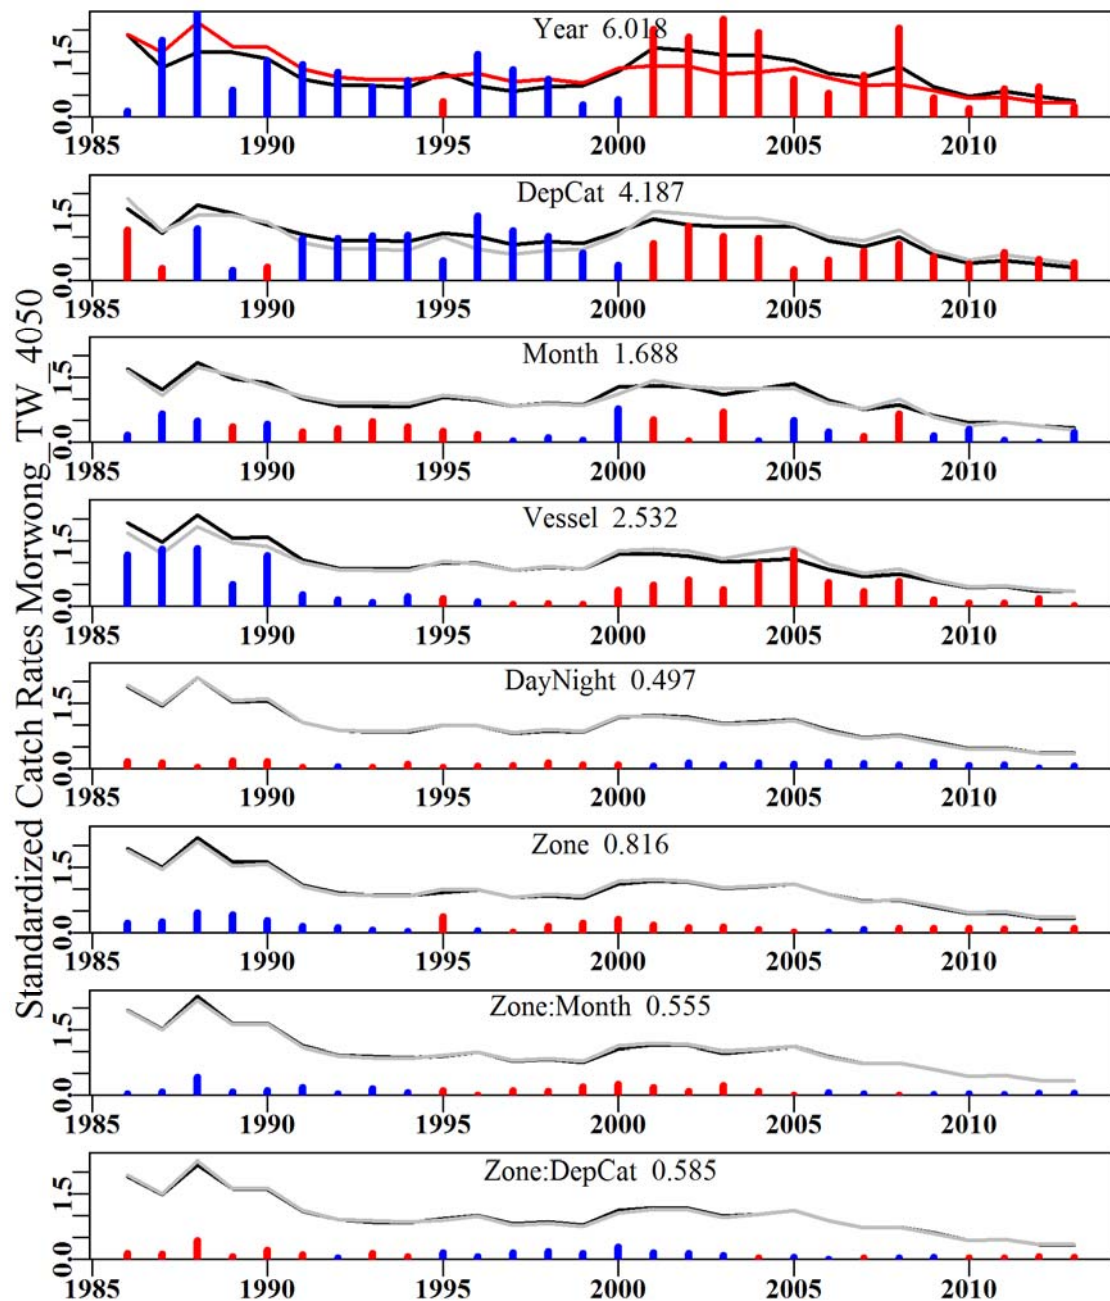 Standardized Catch Rates Morwong_TW_4050
Year 6.018
0.0 1.5
1985 1990 1995 2000 2005 2010
DepCat 4.187
0.0 1.5
1985 1990 1995 2000 2005 2010
Month 1.688
0.0 1.5
1985 1990 1995 2000 2005 2010
Vessel 2.532
0.0 1.5
1985 1990 1995 2000 2005 2010
DayNight 0.497
0.0 1.5
1985 1990 1995 2000 2005 2010
Zone 0.816
0.0 1.5
1985 1990 1995 2000 2005 2010
Zone:Month 0.555
0.0 1.5
1985 1990 1995 2000 2005 2010
Zone:DepCat 0.585
0.0 1.5
1985 1990 1995 2000 2005 2010